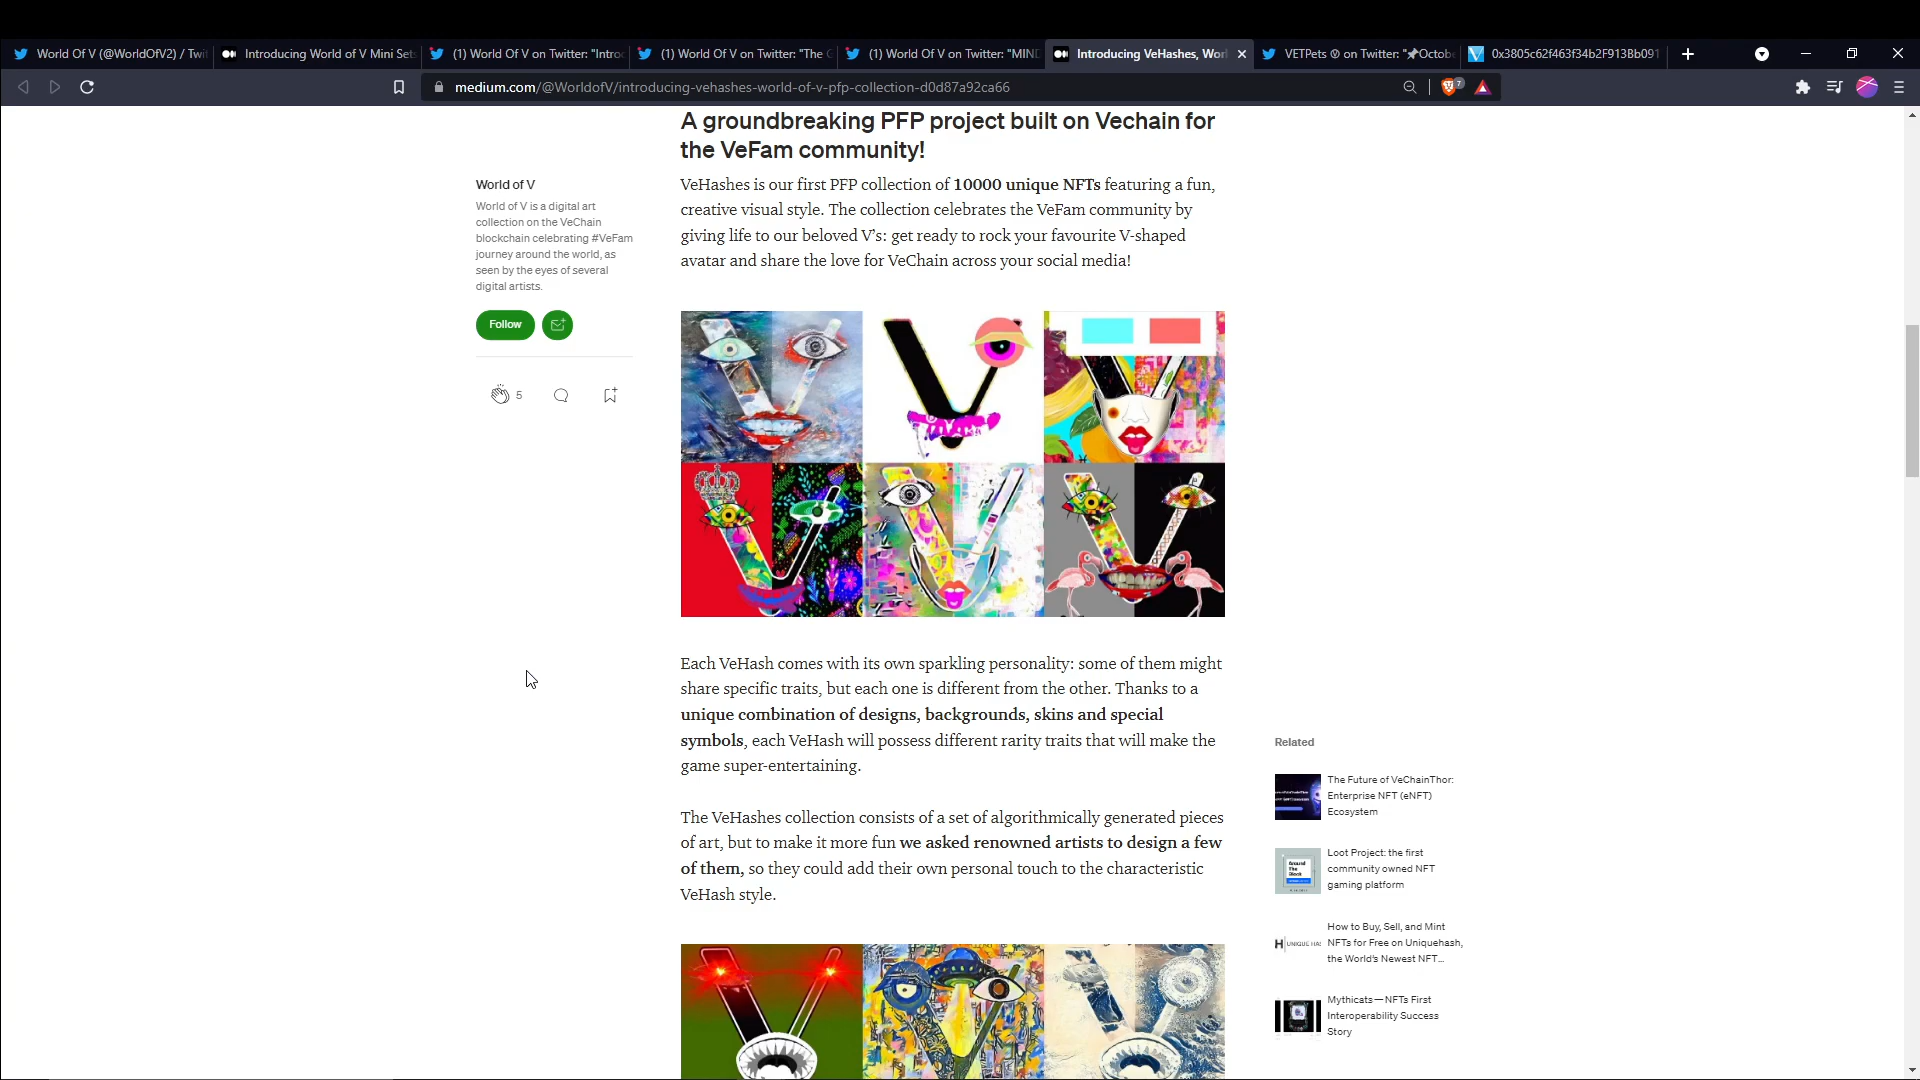 World Of V (@WorldOfV2) / Twi
Introducing World of V Mini Set
(1) World Of V on Twitter: "Intro
(1) World Of V on Twitter: "The G
(1) World Of V on Twitter: "MIND
Introducing VeHashes, Wor
VETPets on Twitter: "📌Octobe
0x3805c62f463f34b2F913Bb091
medium.com/@WorldofV/introducing-vehashes-world-of-v-pfp-collection-d0d87a92ca66
7
A groundbreaking PFP project built on Vechain for
the VeFam community!
World of V
World of V is a digital art
collection on the VeChain
blockchain celebrating #VeFam
journey around the world, as
seen by the eyes of several
digital artists.
Follow
5
VeHashes is our first PFP collection of 10000 unique NFTs featuring a fun,
creative visual style. The collection celebrates the VeFam community by
giving life to our beloved V’s: get ready to rock your favourite V-shaped
avatar and share the love for VeChain across your social media!
Each VeHash comes with its own sparkling personality: some of them might
share specific traits, but each one is different from the other. Thanks to a
unique combination of designs, backgrounds, skins and special
symbols, each VeHash will possess different rarity traits that will make the
game super-entertaining.
The VeHashes collection consists of a set of algorithmically generated pieces
of art, but to make it more fun we asked renowned artists to design a few
of them, so they could add their own personal touch to the characteristic
VeHash style.
Related
The Future of VeChainThor:
Enterprise NFT (eNFT)
Ecosystem
Loot Project: the first
community owned NFT
gaming platform
How to Buy, Sell, and Mint
NFTs for Free on Uniquehash,
the World’s Newest NFT…
Mythicats — NFTs First
Interoperability Success
Story